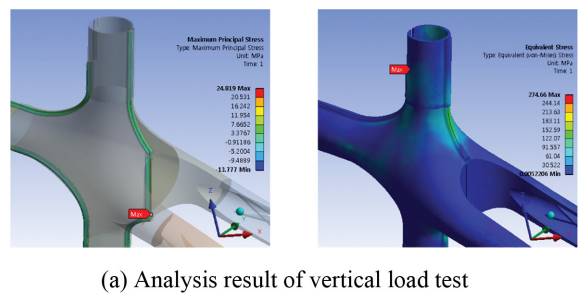 Maximum Principal Stress
Type: Maximum Principal Stress
Unit: MPa
Time: 1
24.819 Max
20.531
16.242
11.954
7.6652
3.3767
-0.91186
-5.2004
-9.4889
-13.777 Min
Max
Z
Y
X
Equivalent Stress
Type: Equivalent (von-Mises) Stress
Unit: MPa
Time: 1
Max
274.66 Max
244.14
213.63
183.11
152.59
122.07
91.557
61.04
30.522
0.0052206 Min
Z
X
(a) Analysis result of vertical load test